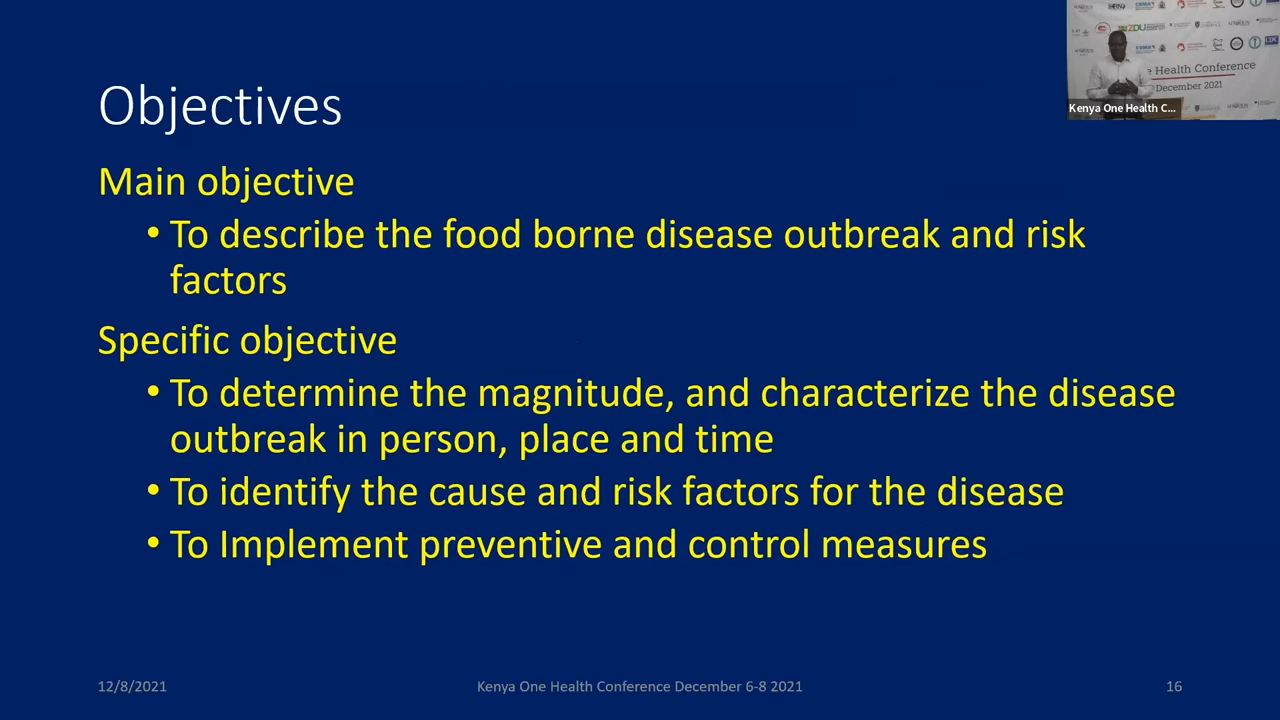 Objectives
Main objective
• To describe the food borne disease outbreak and risk
factors
Specific objective
• To determine the magnitude, and characterize the disease
outbreak in person, place and time
• To identify the cause and risk factors for the disease
• To Implement preventive and control measures
12/8/2021
Kenya One Health Conference December 6-8 2021
16
ZDU
e Health Conference
December 2021
Kenya One Health C...